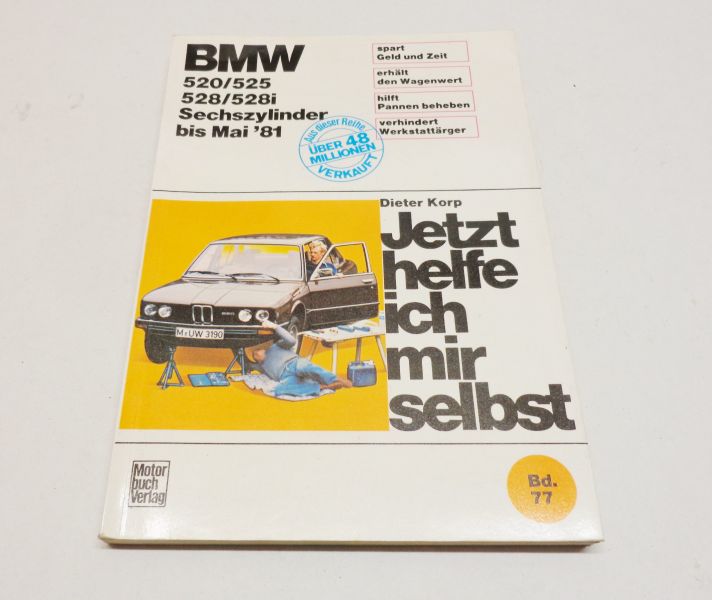 BMW
520/525
528/528i
Sechszylinder
bis Mai '81
spart
Geld und Zeit
erhält
den Wagenwert
hilft
Pannen beheben
verhindert
Werkstattärger
Aus dieser Reihe
ÜBER 48
MILLIONEN
VERKAUFT
Dieter Korp
Jetzt
helfe
ich
mir
selbst
M-UW 3190
Motor
buch
Verlag
Bd.
77